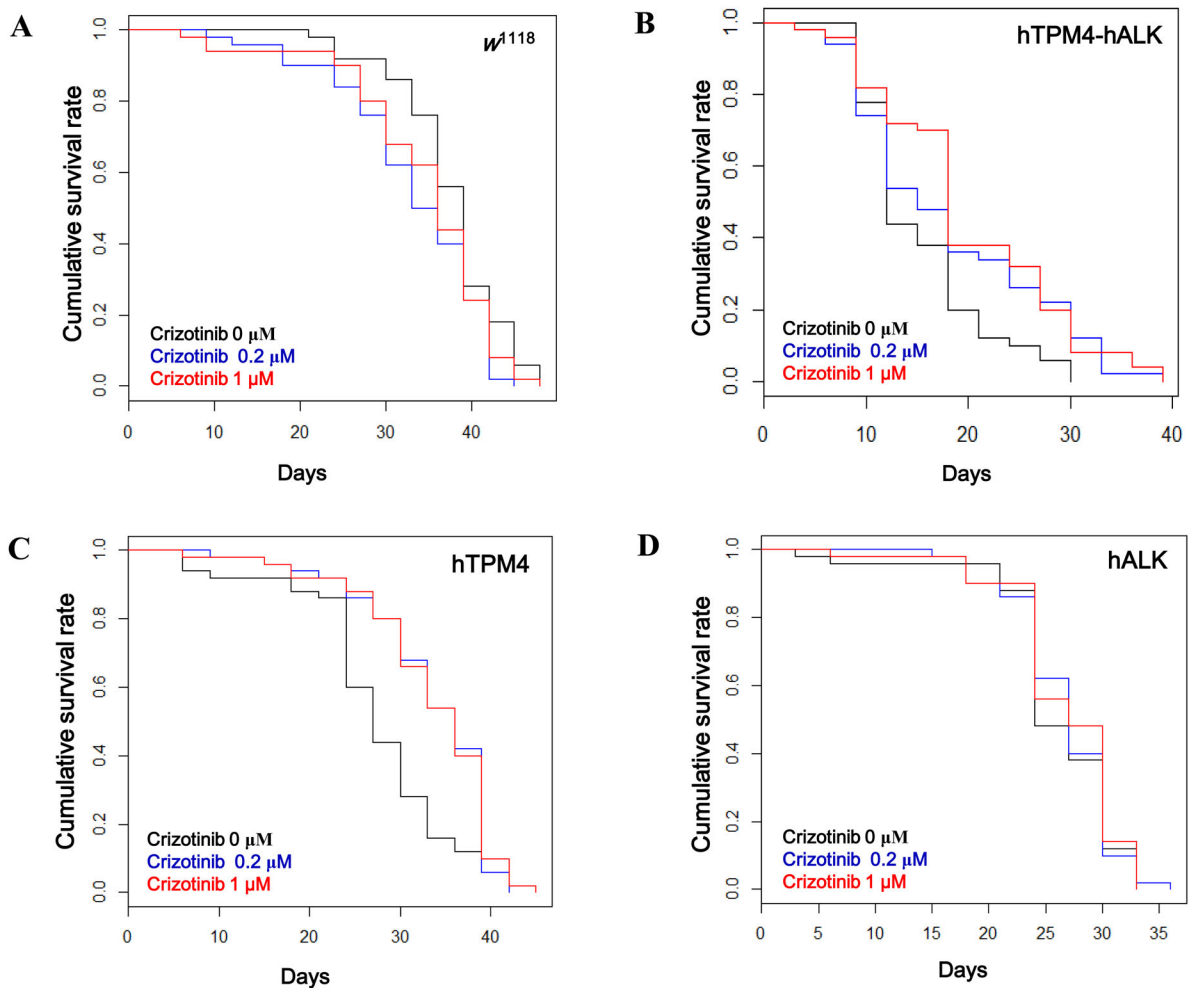 A
w1118
Cumulative survival rate
1.0
0.8
0.6
0.4
0.2
0.0
Crizotinib 0 μM
Crizotinib 0.2 μM
Crizotinib 1 μM
0 10 20 30 40
Days
B
hTPM4-hALK
Cumulative survival rate
1.0
0.8
0.6
0.4
0.2
0.0
Crizotinib 0 μM
Crizotinib 0.2 μM
Crizotinib 1 μM
0 10 20 30 40
Days
C
hTPM4
Cumulative survival rate
1.0
0.8
0.6
0.4
0.2
0.0
Crizotinib 0 μM
Crizotinib 0.2 μM
Crizotinib 1 μM
0 10 20 30 40
Days
D
hALK
Cumulative survival rate
1.0
0.8
0.6
0.4
0.2
0.0
Crizotinib 0 μM
Crizotinib 0.2 μM
Crizotinib 1 μM
0 5 10 15 20 25 30 35
Days